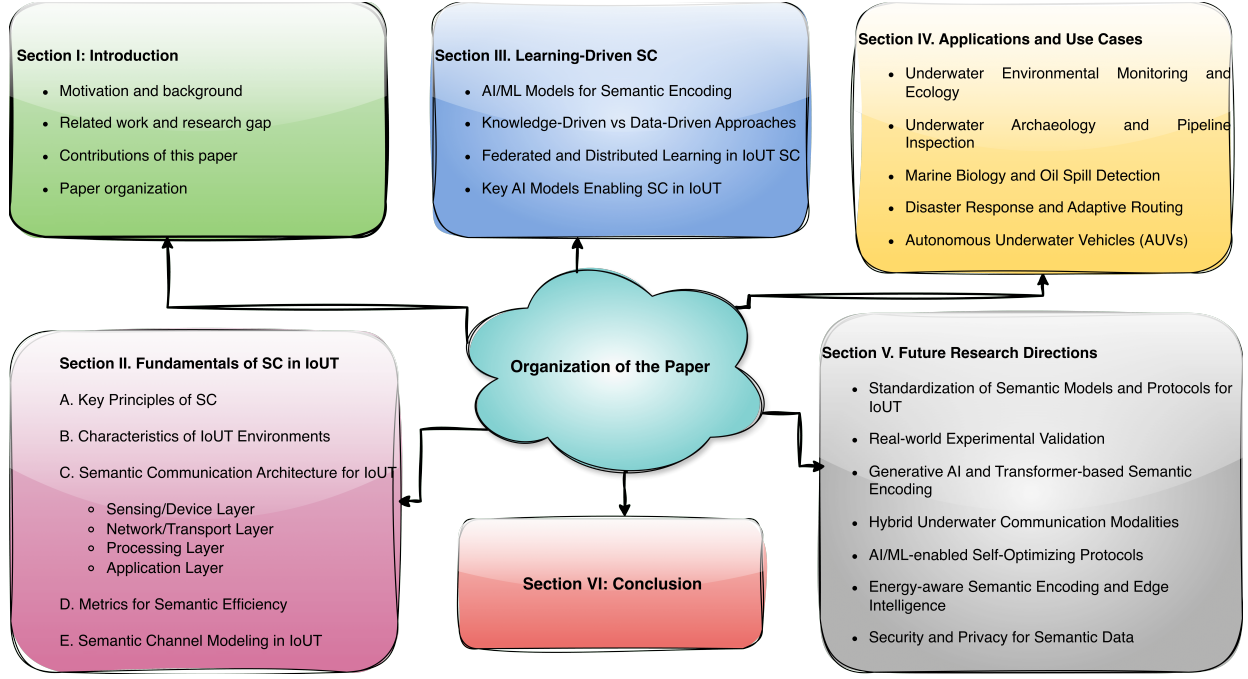 Section I: Introduction
• Motivation and background
• Related work and research gap
• Contributions of this paper
• Paper organization
Section III. Learning-Driven SC
• AI/ML Models for Semantic Encoding
• Knowledge-Driven vs Data-Driven Approaches
• Federated and Distributed Learning in IoUT SC
• Key AI Models Enabling SC in IoUT
Section IV. Applications and Use Cases
• Underwater Environmental Monitoring and
Ecology
• Underwater Archaeology and Pipeline
Inspection
• Marine Biology and Oil Spill Detection
• Disaster Response and Adaptive Routing
• Autonomous Underwater Vehicles (AUVs)
Organization of the Paper
Section II. Fundamentals of SC in IoUT
A. Key Principles of SC
B. Characteristics of IoUT Environments
C. Semantic Communication Architecture for IoUT
◦ Sensing/Device Layer
◦ Network/Transport Layer
◦ Processing Layer
◦ Application Layer
D. Metrics for Semantic Efficiency
E. Semantic Channel Modeling in IoUT
Section VI: Conclusion
Section V. Future Research Directions
• Standardization of Semantic Models and Protocols for
IoUT
• Real-world Experimental Validation
• Generative AI and Transformer-based Semantic
Encoding
• Hybrid Underwater Communication Modalities
• AI/ML-enabled Self-Optimizing Protocols
• Energy-aware Semantic Encoding and Edge
Intelligence
• Security and Privacy for Semantic Data